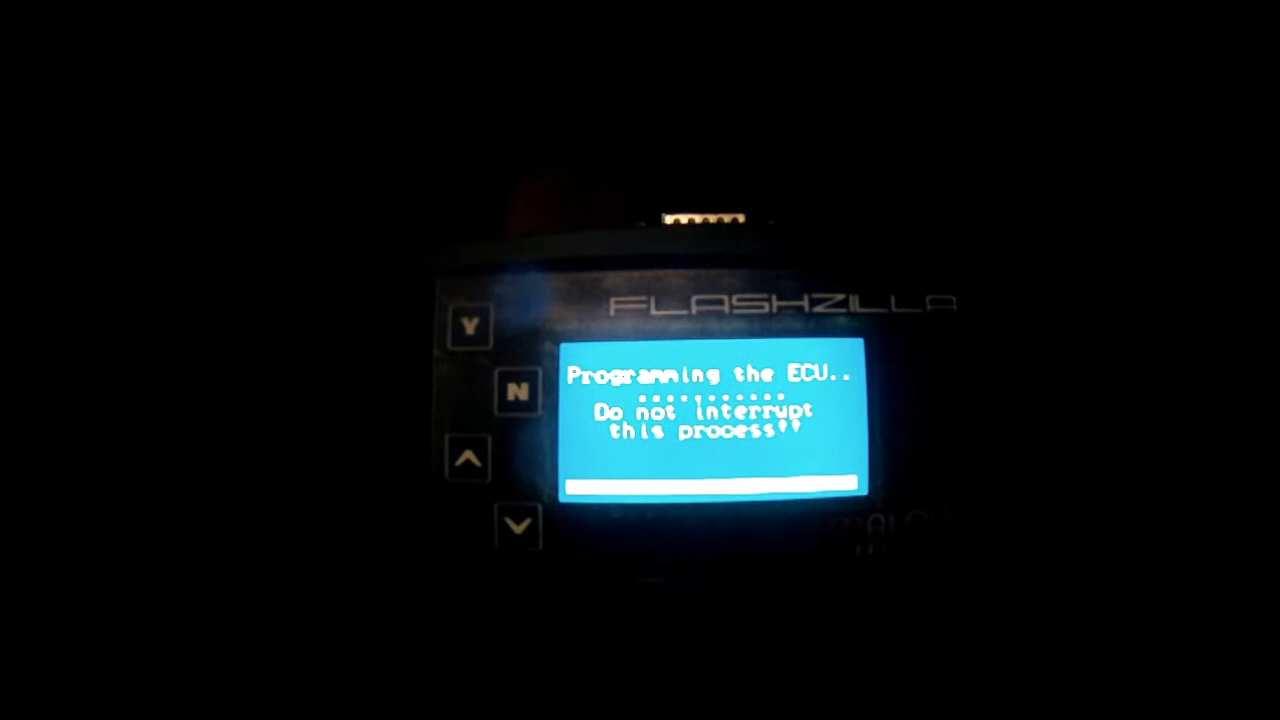 FLASHZILLA
Y
N
Programming the ECU..
...........
Do not interrupt
this process!!